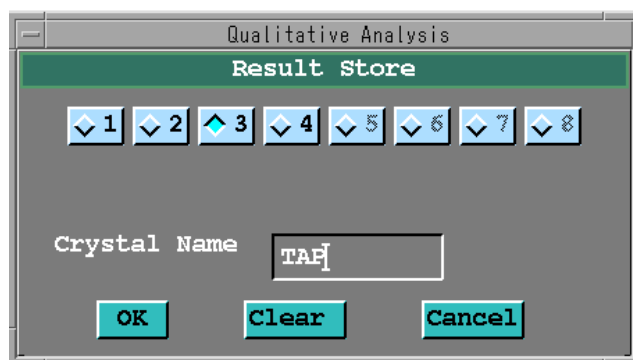 Qualitative Analysis
Result Store
1 2 3 4 5 6 7 8
Crystal Name TAP
OK Clear Cancel